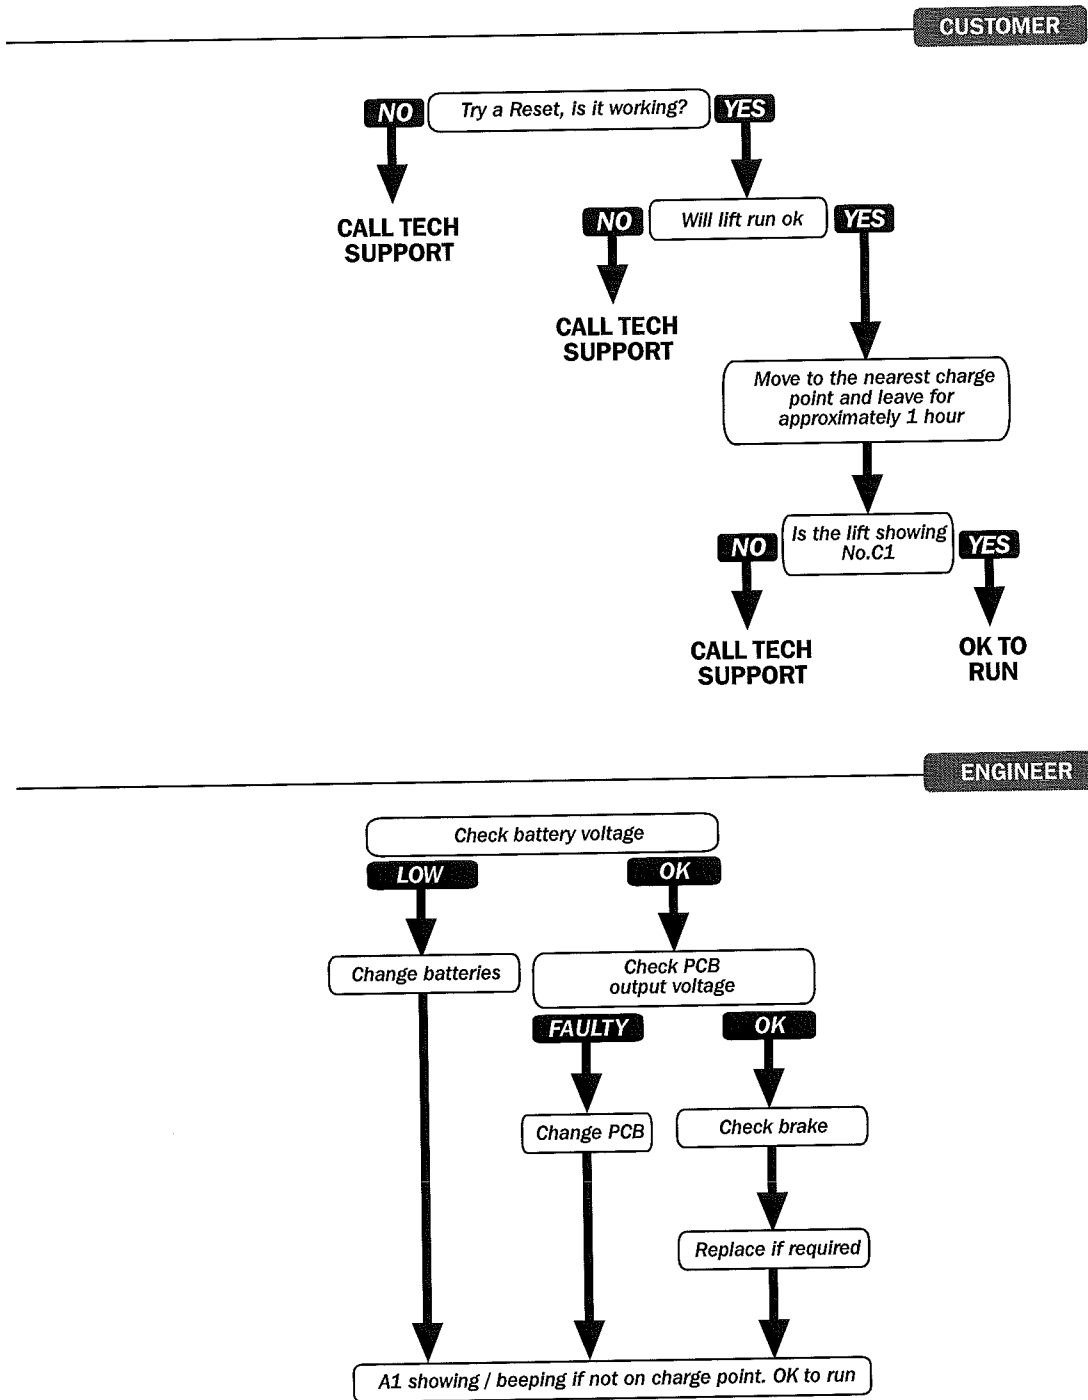 CUSTOMER
NO
Try a Reset, is it working?
YES
CALL TECH
SUPPORT
NO
Will lift run ok
YES
CALL TECH
SUPPORT
Move to the nearest charge
point and leave for
approximately 1 hour
NO
Is the lift showing
No.C1
YES
CALL TECH
SUPPORT
OK TO
RUN
ENGINEER
Check battery voltage
LOW
OK
Change batteries
Check PCB
output voltage
FAULTY
OK
Change PCB
Check brake
Replace if required
A1 showing / beeping if not on charge point. OK to run